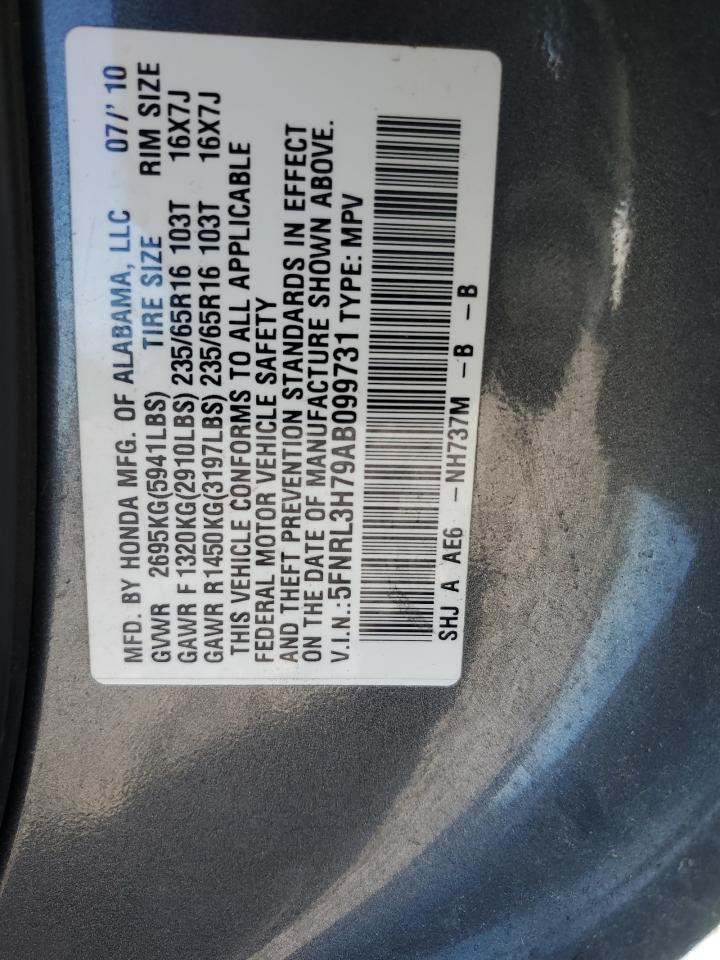 MFD. BY HONDA MFG. OF ALABAMA, LLC 07/'10
GVWR 2695KG(5941LBS) TIRE SIZE RIM SIZE
GAWR F 1320KG(2910LBS) 235/65R16 103T 16X7J
GAWR R1450KG(3197LBS) 235/65R16 103T 16X7J
THIS VEHICLE CONFORMS TO ALL APPLICABLE
FEDERAL MOTOR VEHICLE SAFETY
AND THEFT PREVENTION STANDARDS IN EFFECT
ON THE DATE OF MANUFACTURE SHOWN ABOVE.
V.I.N.:5FNRL3H79AB099731 TYPE: MPV
SHJ A AE6 -NH737M -B -B